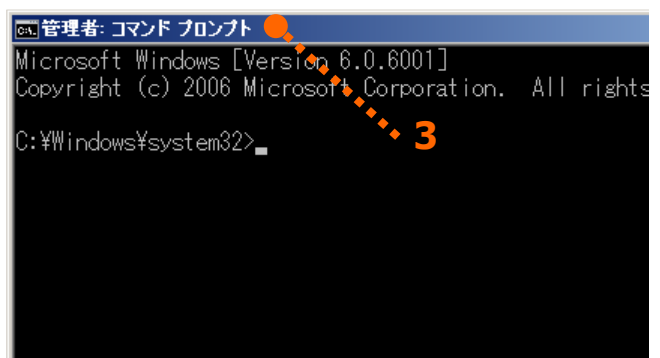 管理者: コマンド プロンプト
Microsoft Windows [Version 6.0.6001]
Copyright (c) 2006 Microsoft Corporation.  All rights
C:¥Windows¥system32>
3